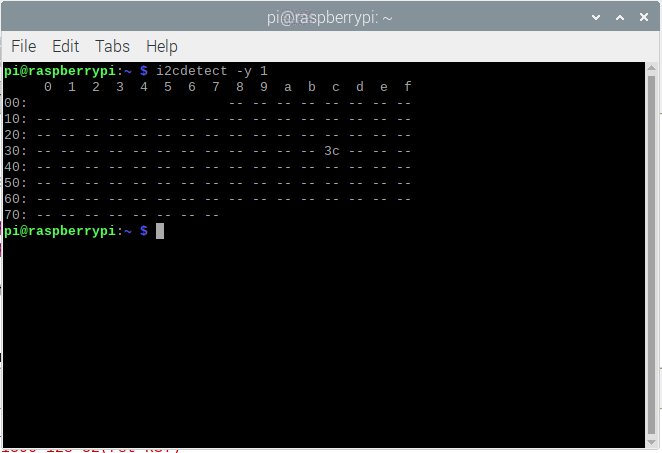 pi@raspberrypi: ~
File Edit Tabs Help
pi@raspberrypi:~ $ i2cdetect -y 1
     0  1  2  3  4  5  6  7  8  9  a  b  c  d  e  f
00:                         -- -- -- -- -- -- -- --
10: -- -- -- -- -- -- -- -- -- -- -- -- -- -- -- --
20: -- -- -- -- -- -- -- -- -- -- -- -- -- -- -- --
30: -- -- -- -- -- -- -- -- -- -- -- -- 3c -- -- --
40: -- -- -- -- -- -- -- -- -- -- -- -- -- -- -- --
50: -- -- -- -- -- -- -- -- -- -- -- -- -- -- -- --
60: -- -- -- -- -- -- -- -- -- -- -- -- -- -- -- --
70: -- -- -- -- -- -- -- --
pi@raspberrypi:~ $